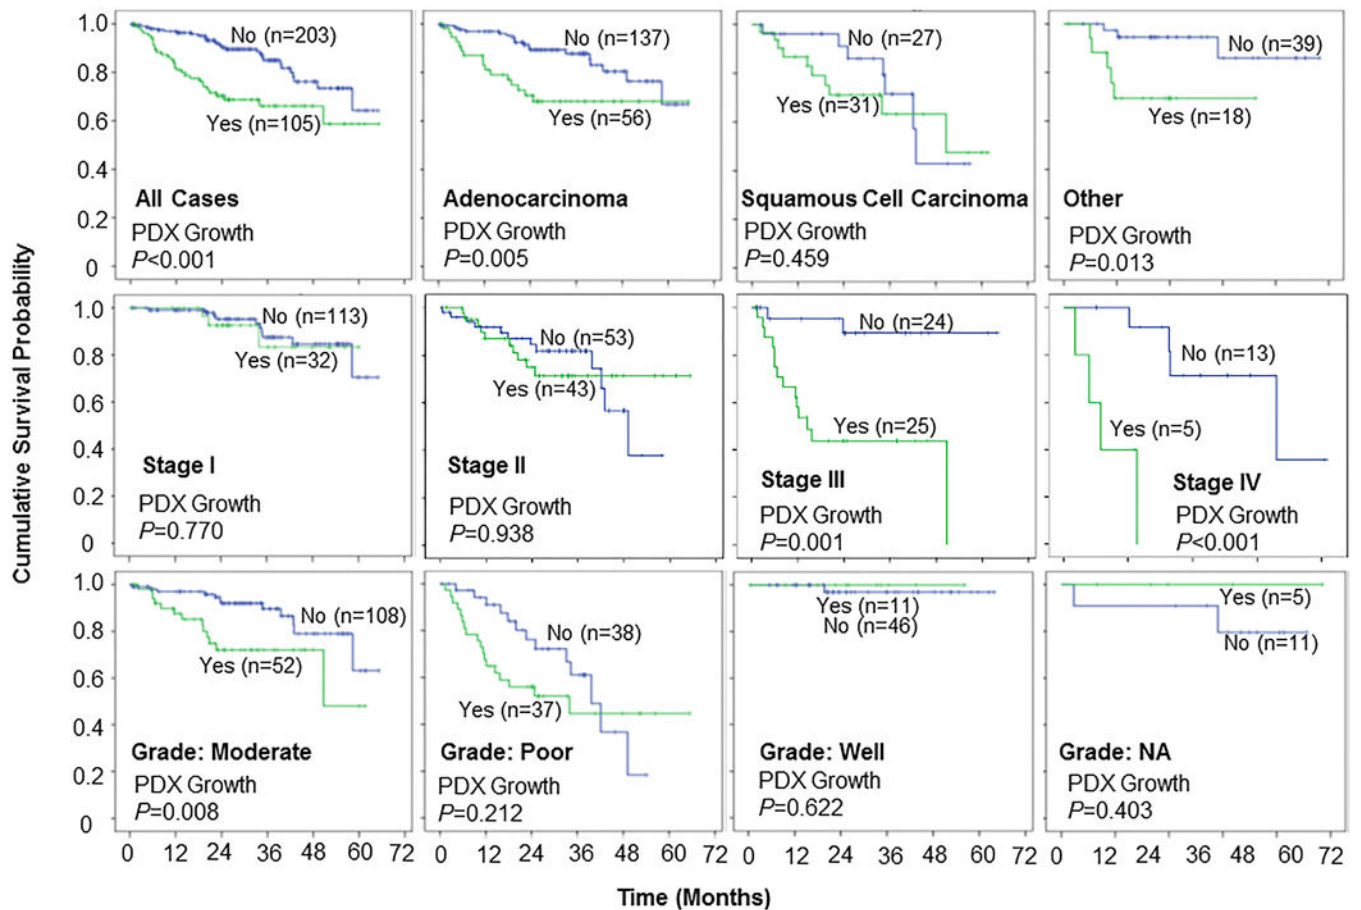 Cumulative Survival Probability
1.0
0.8
0.6
0.4
0.2
0
No (n=203)
Yes (n=105)
All Cases
PDX Growth
P<0.001
No (n=137)
Yes (n=56)
Adenocarcinoma
PDX Growth
P=0.005
No (n=27)
Yes (n=31)
Squamous Cell Carcinoma
PDX Growth
P=0.459
No (n=39)
Yes (n=18)
Other
PDX Growth
P=0.013
1.0
0.8
0.6
0.4
0.2
0
No (n=113)
Yes (n=32)
Stage I
PDX Growth
P=0.770
No (n=53)
Yes (n=43)
Stage II
PDX Growth
P=0.938
No (n=24)
Yes (n=25)
Stage III
PDX Growth
P=0.001
No (n=13)
Yes (n=5)
Stage IV
PDX Growth
P<0.001
1.0
0.8
0.6
0.4
0.2
0
No (n=108)
Yes (n=52)
Grade: Moderate
PDX Growth
P=0.008
No (n=38)
Yes (n=37)
Grade: Poor
PDX Growth
P=0.212
Yes (n=11)
No (n=46)
Grade: Well
PDX Growth
P=0.622
Yes (n=5)
No (n=11)
Grade: NA
PDX Growth
P=0.403
0 12 24 36 48 60 72
0 12 24 36 48 60 72
0 12 24 36 48 60 72
0 12 24 36 48 60 72
Time (Months)